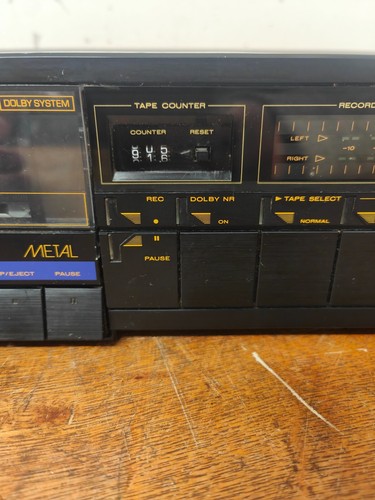 DOLBY SYSTEM
TAPE COUNTER
RECORD
COUNTER
RESET
LEFT
-10
RIGHT
REC
DOLBY NR
TAPE SELECT
ON
NORMAL
METAL
PAUSE
P/EJECT
PAUSE